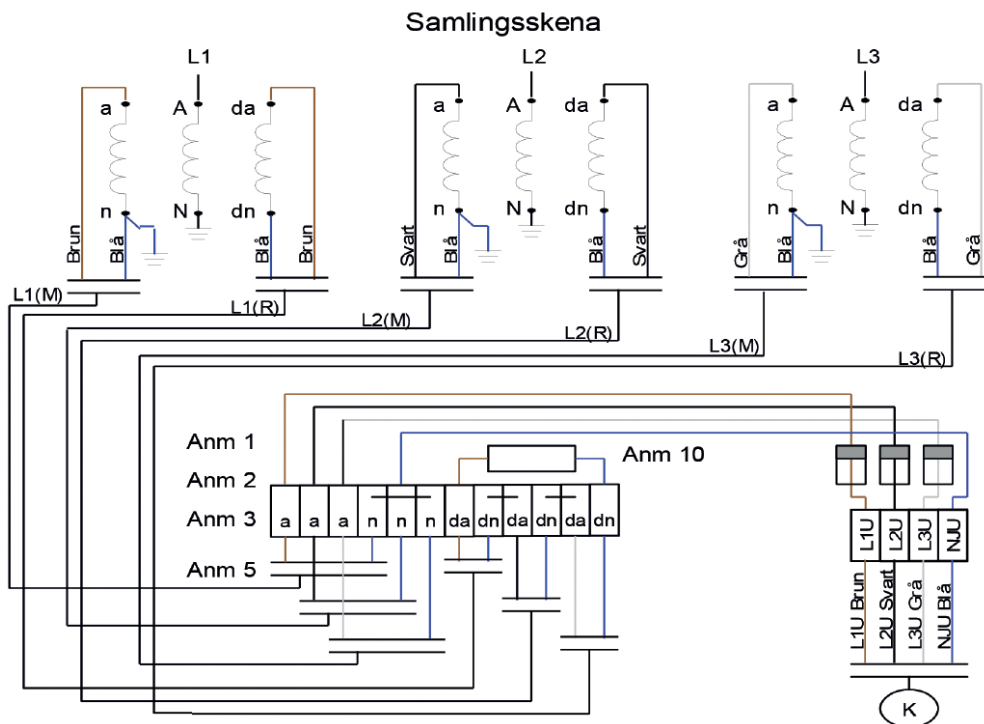 Samlingsskena
L1 L2 L3
a A da a A da a A da
n N dn n N dn n N dn
Brun Blå Blå Brun Svart Blå Blå Svart Grå Blå Blå Grå
L1(M) L1(R) L2(M) L2(R) L3(M) L3(R)
Anm 1 Anm 10
Anm 2
Anm 3 a a a n n n da dn da dn da dn
L1U L2U L3U NJU
Anm 5
L1U Brun L2U Svart L3U Grå NJU Blå
K